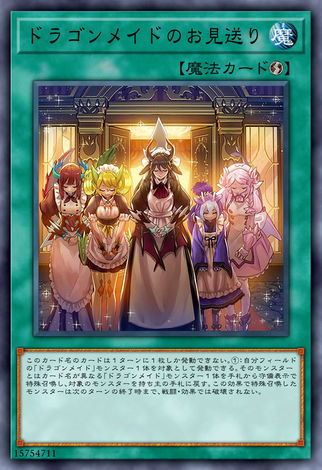 ドラゴンメイドのお見送り
魔
【魔法カード】
このカード名のカードは1ターンに1枚しか発動できない。①:自分フィールド
の「ドラゴンメイド」モンスター1体を対象として発動できる。そのモンスター
とはカード名が異なる「ドラゴンメイド」モンスター1体を手札から守備表示で
特殊召喚し、対象のモンスターを持ち主の手札に戻す。この効果で特殊召喚した
モンスターは次のターンの終了時まで、戦闘・効果では破壊されない。
15754711